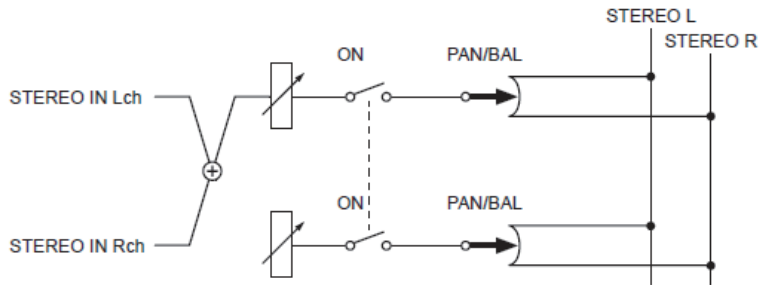 STEREO L
STEREO R
ON PAN/BAL
STEREO IN Lch
ON PAN/BAL
STEREO IN Rch